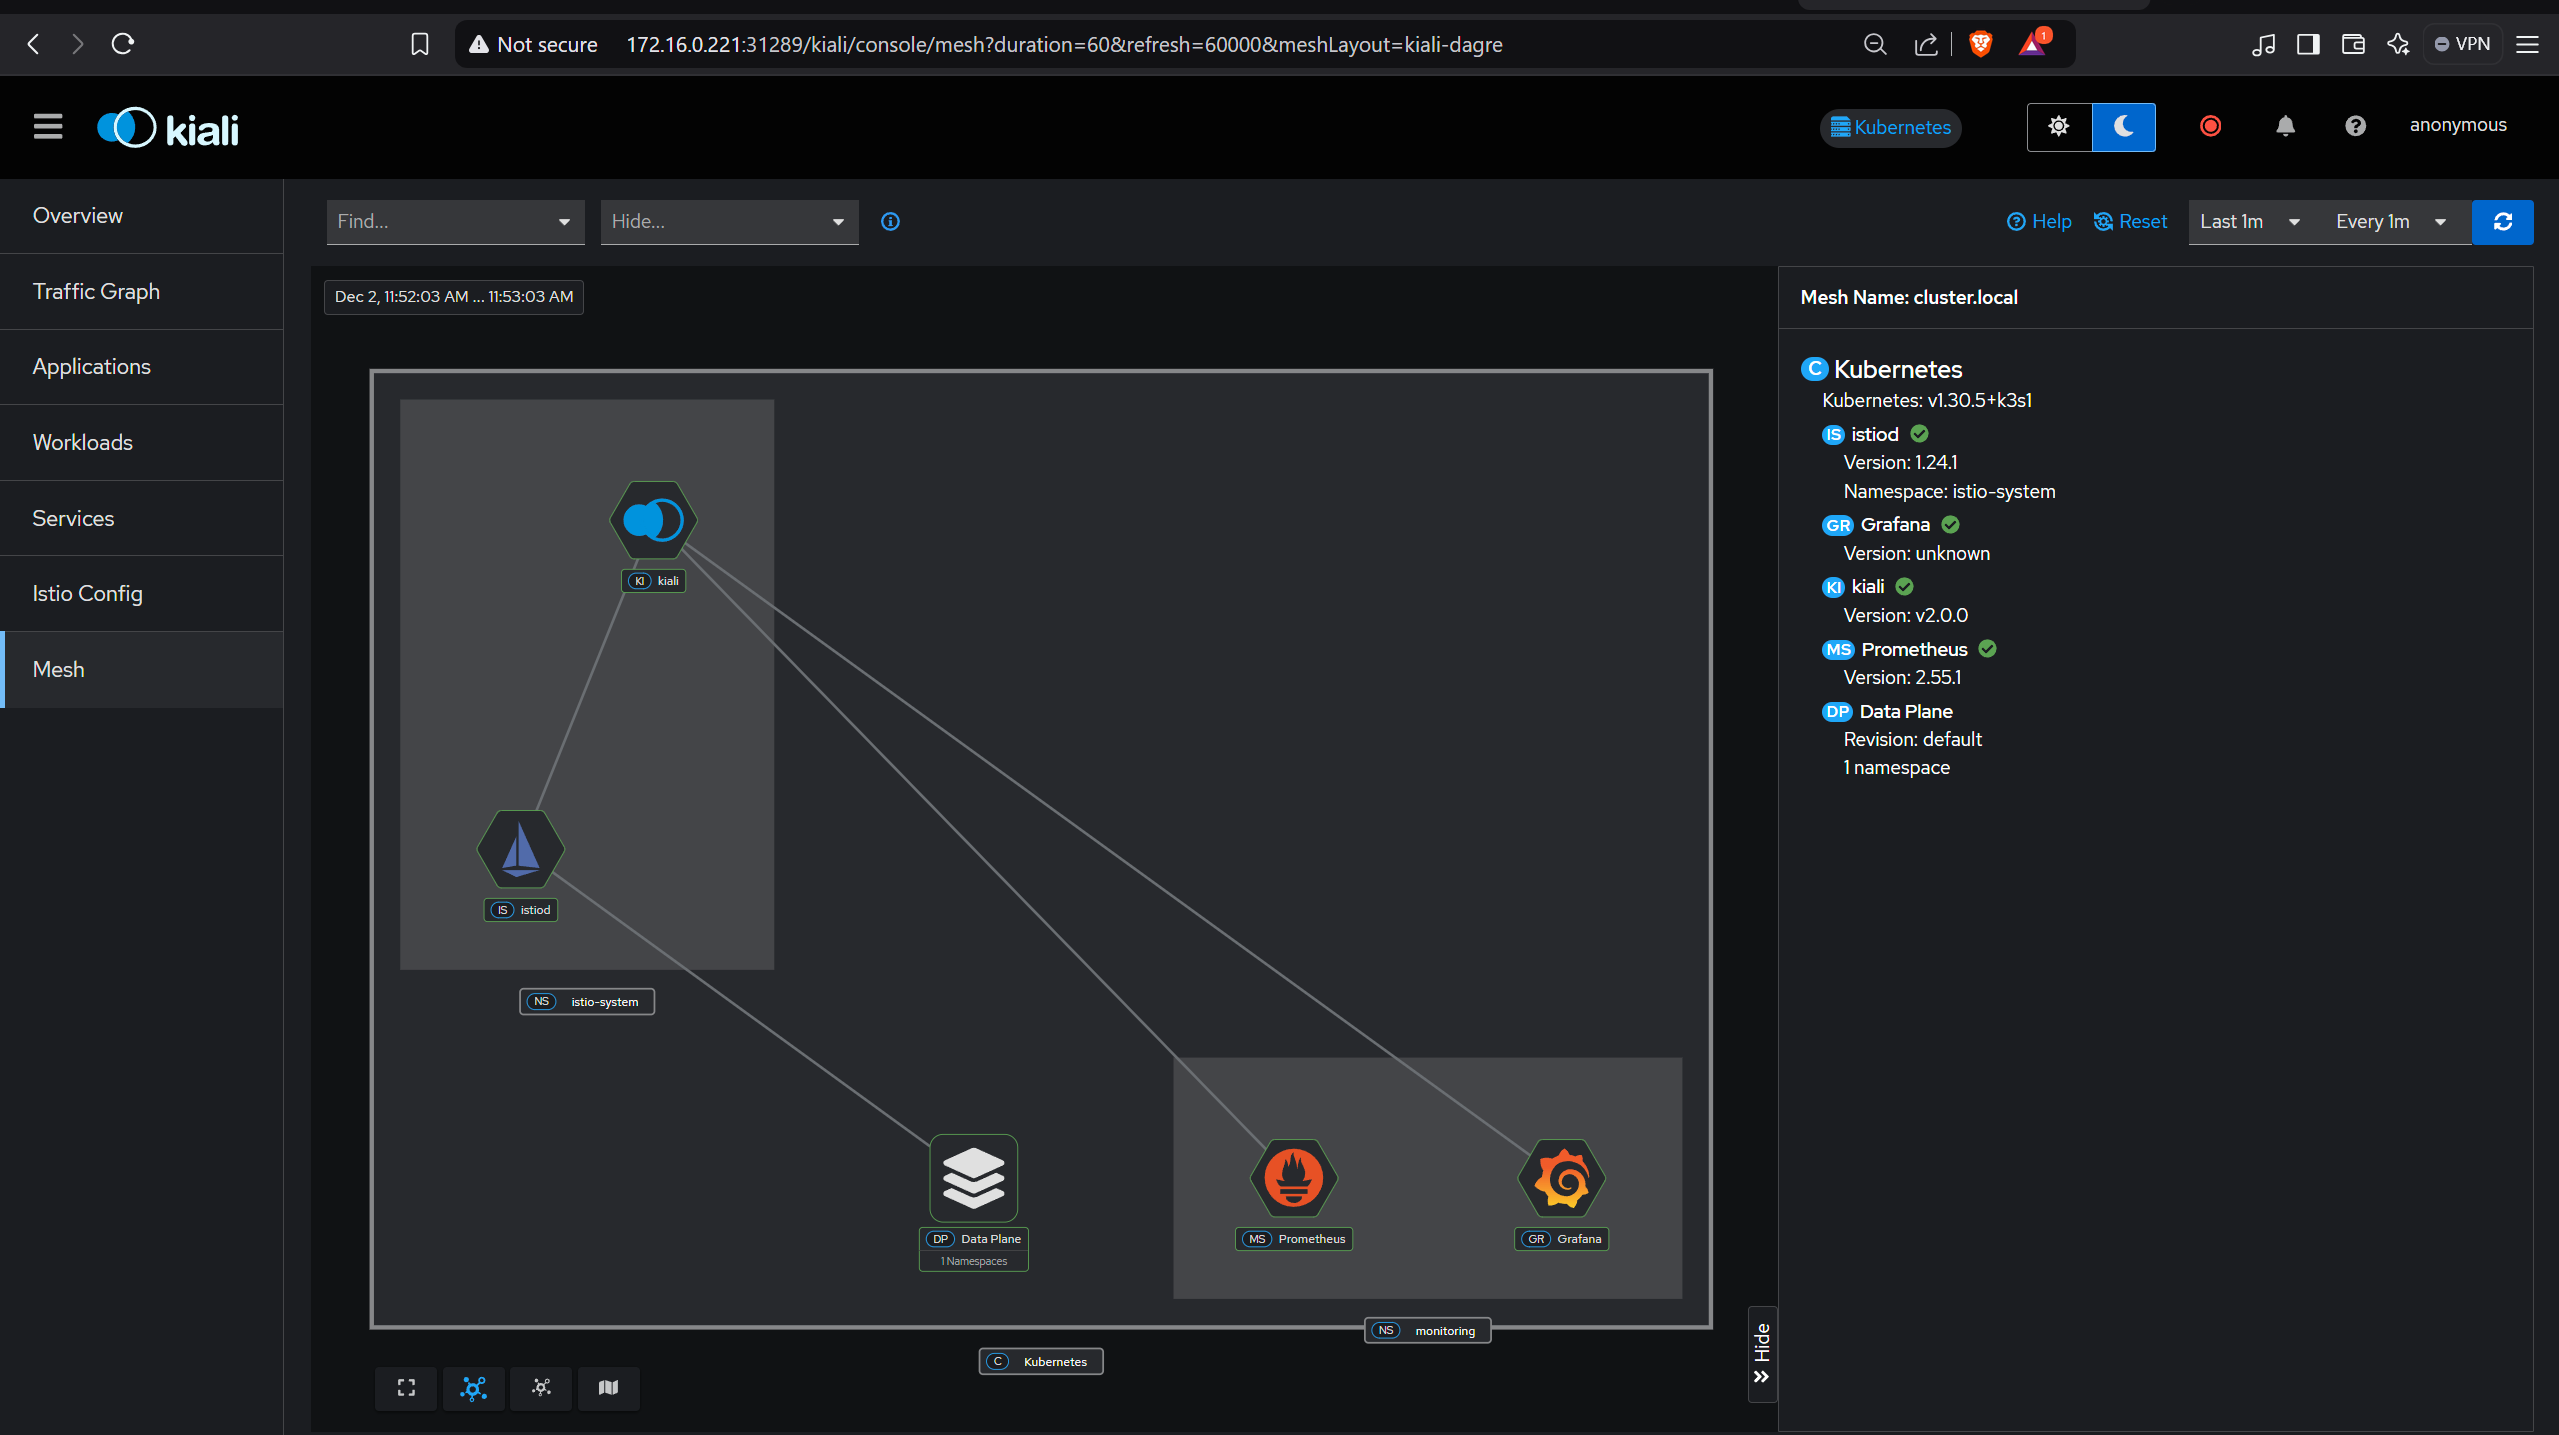 Not secure 172.16.0.221:31289/kiali/console/mesh?duration=60&refresh=60000&meshLayout=kiali-dagre
1
VPN
kiali
Kubernetes
anonymous
Overview
Traffic Graph
Applications
Workloads
Services
Istio Config
Mesh
Find...
Hide...
Help
Reset
Last 1m
Every 1m
Dec 2, 11:52:03 AM ... 11:53:03 AM
KI kiali
IS istiod
NS istio-system
DP Data Plane
1 Namespaces
MS Prometheus
GR Grafana
NS monitoring
C Kubernetes
Hide
Mesh Name: cluster.local
C Kubernetes
Kubernetes: v1.30.5+k3s1
IS istiod
Version: 1.24.1
Namespace: istio-system
GR Grafana
Version: unknown
KI kiali
Version: v2.0.0
MS Prometheus
Version: 2.55.1
DP Data Plane
Revision: default
1 namespace